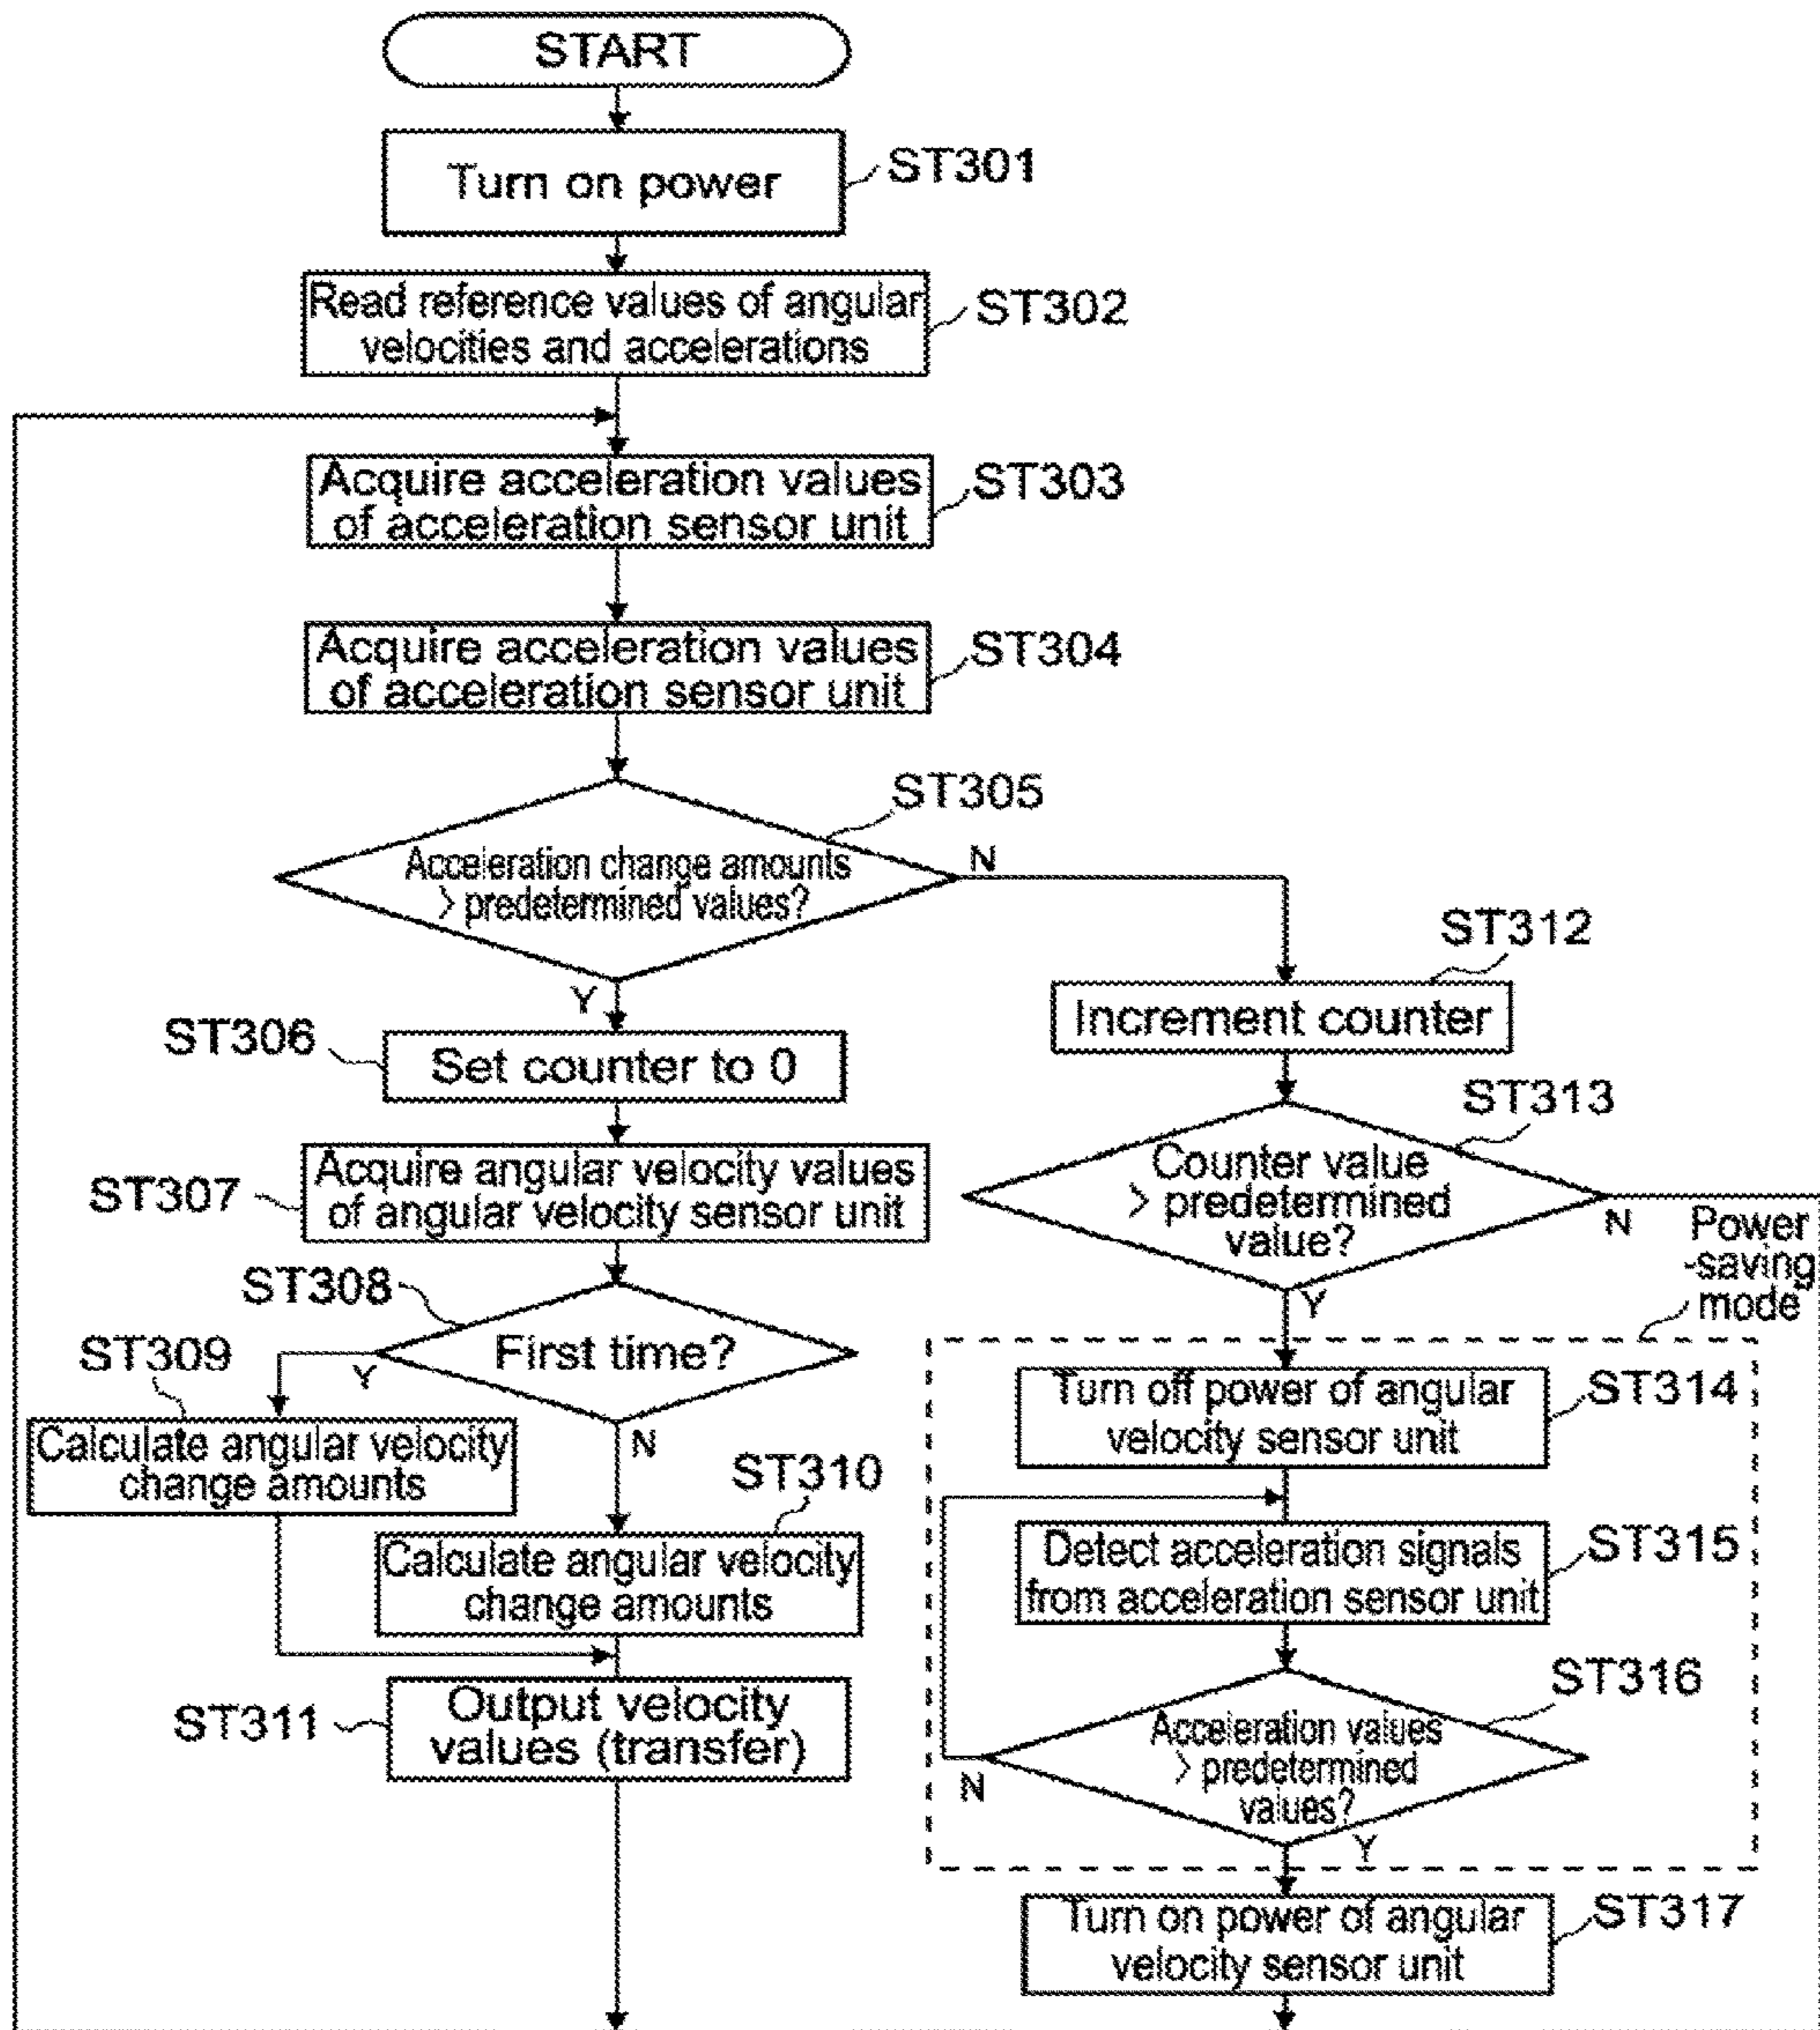 START
Turn on power
ST301
Read reference values of angular
velocities and accelerations
ST302
Acquire acceleration values
of acceleration sensor unit
ST303
Acquire acceleration values
of acceleration sensor unit
ST304
ST305
Acceleration change amounts
> predetermined values?
N
Y
ST306
Set counter to 0
ST307
Acquire angular velocity values
of angular velocity sensor unit
ST308
First time?
Y
N
ST309
Calculate angular velocity
change amounts
ST310
Calculate angular velocity
change amounts
ST311
Output velocity
values (transfer)
ST312
Increment counter
ST313
Counter value
> predetermined
value?
N
Y
Power
-saving
mode
Turn off power of angular
velocity sensor unit
ST314
Detect acceleration signals
from acceleration sensor unit
ST315
ST316
Acceleration values
> predetermined
values?
N
Y
Turn on power of angular
velocity sensor unit
ST317